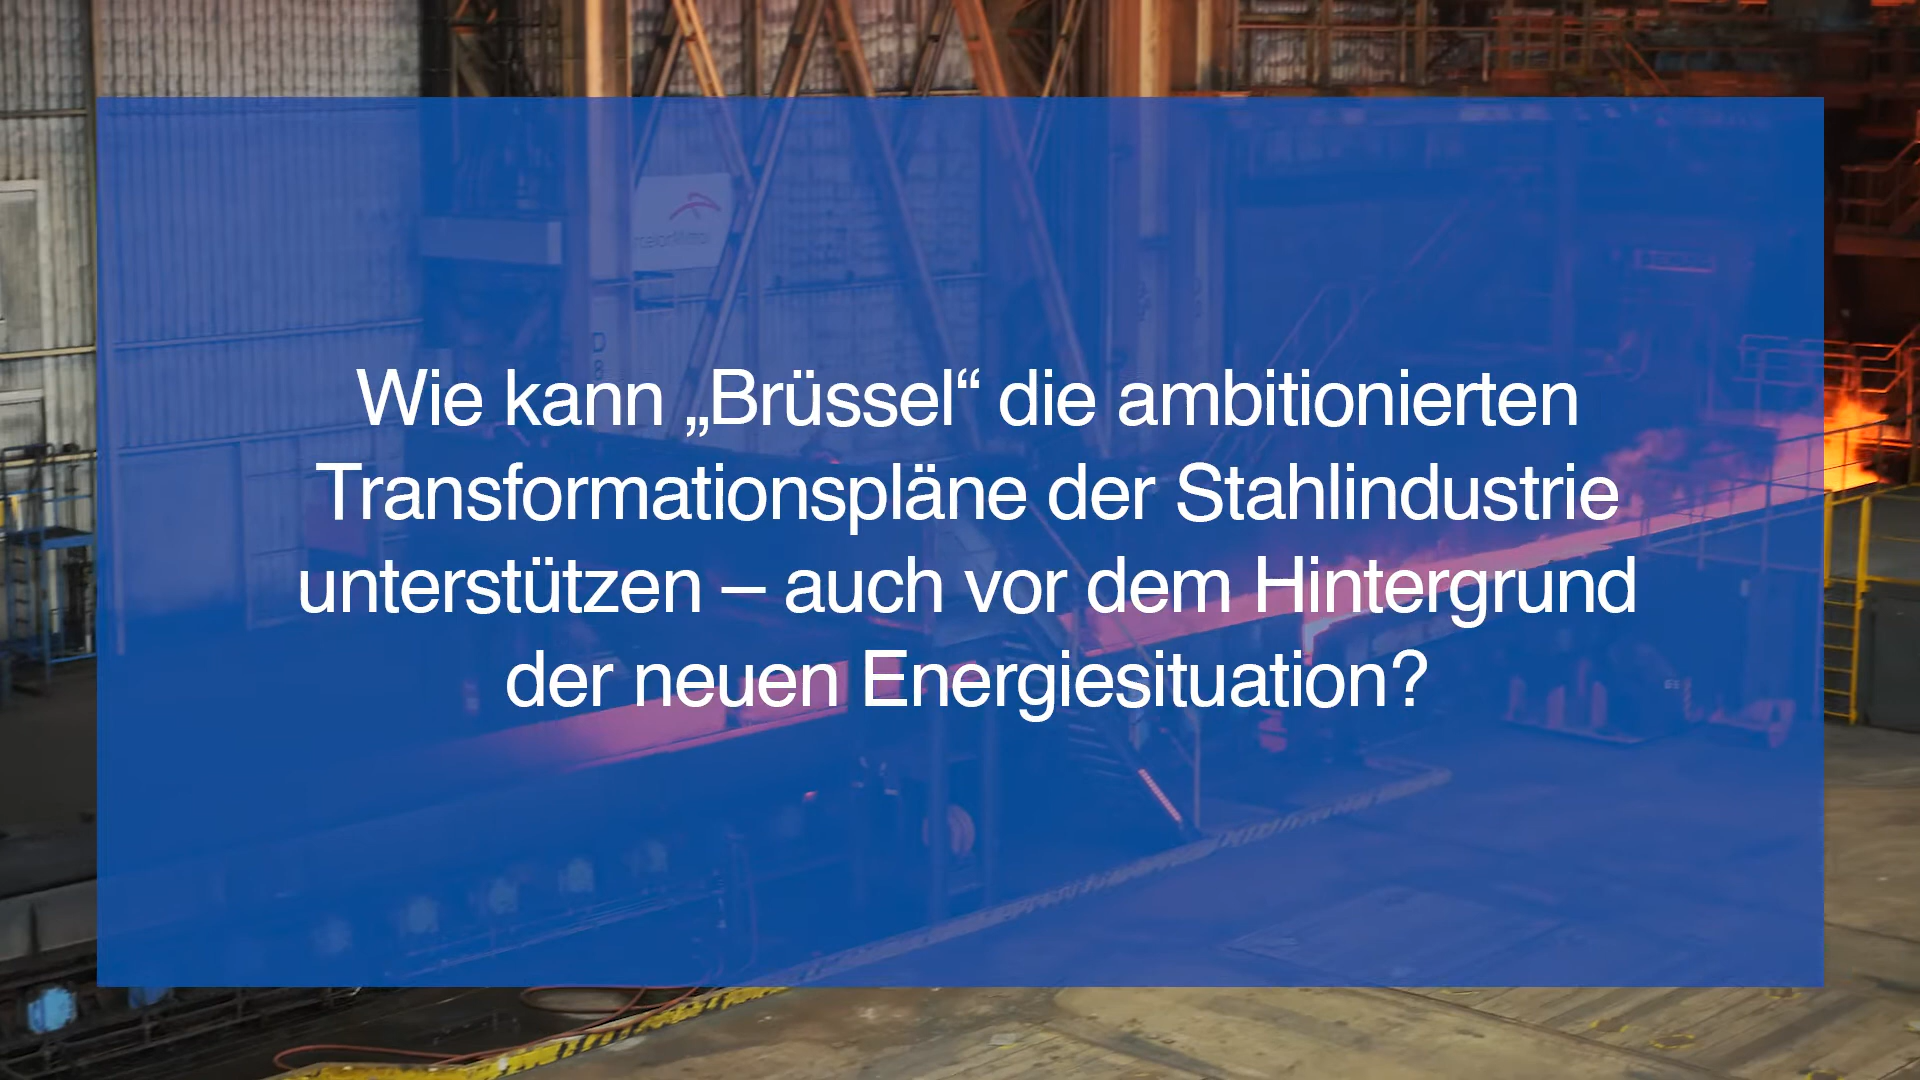 Wie kann „Brüssel“ die ambitionierten
Transformationspläne der Stahlindustrie
unterstützen – auch vor dem Hintergrund
der neuen Energiesituation?